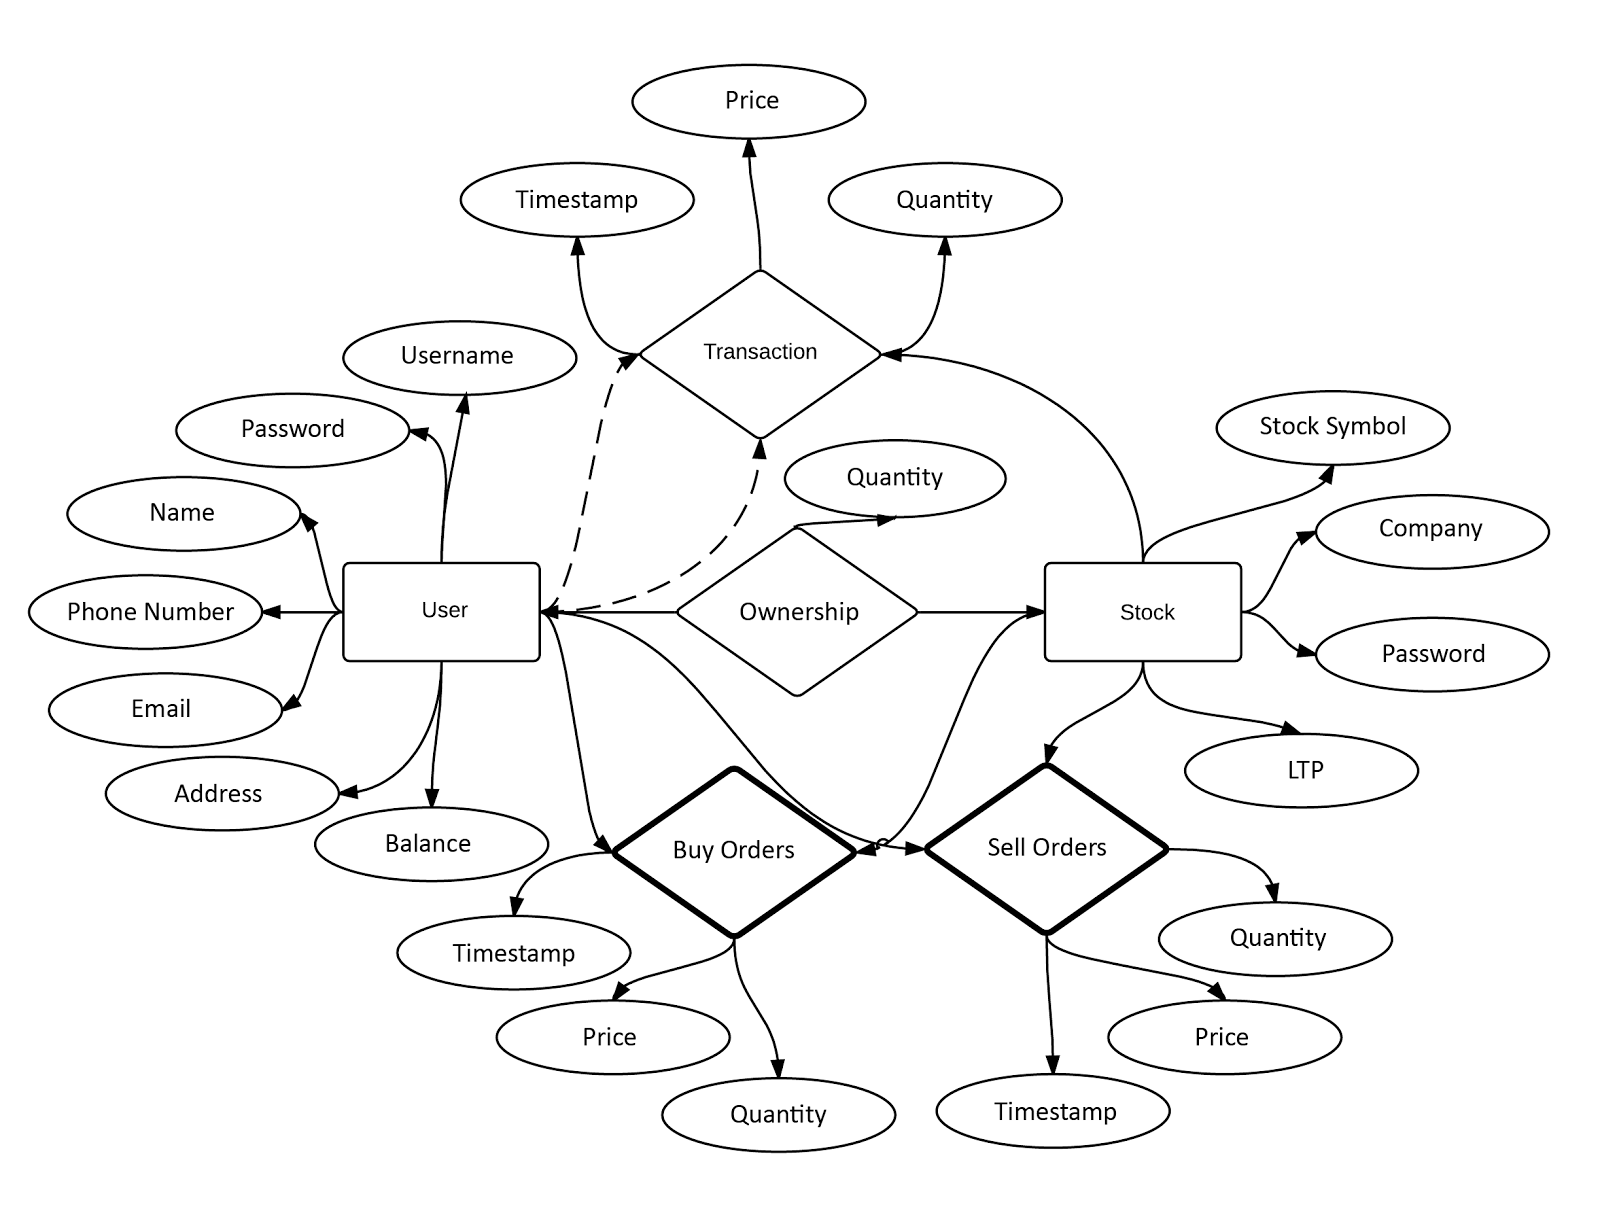 Price
Timestamp
Quantity
Transaction
Username
Password
Stock Symbol
Quantity
Name
Company
Phone Number
User
Ownership
Stock
Password
Email
LTP
Address
Balance
Buy Orders
Sell Orders
Quantity
Timestamp
Price
Price
Quantity
Timestamp